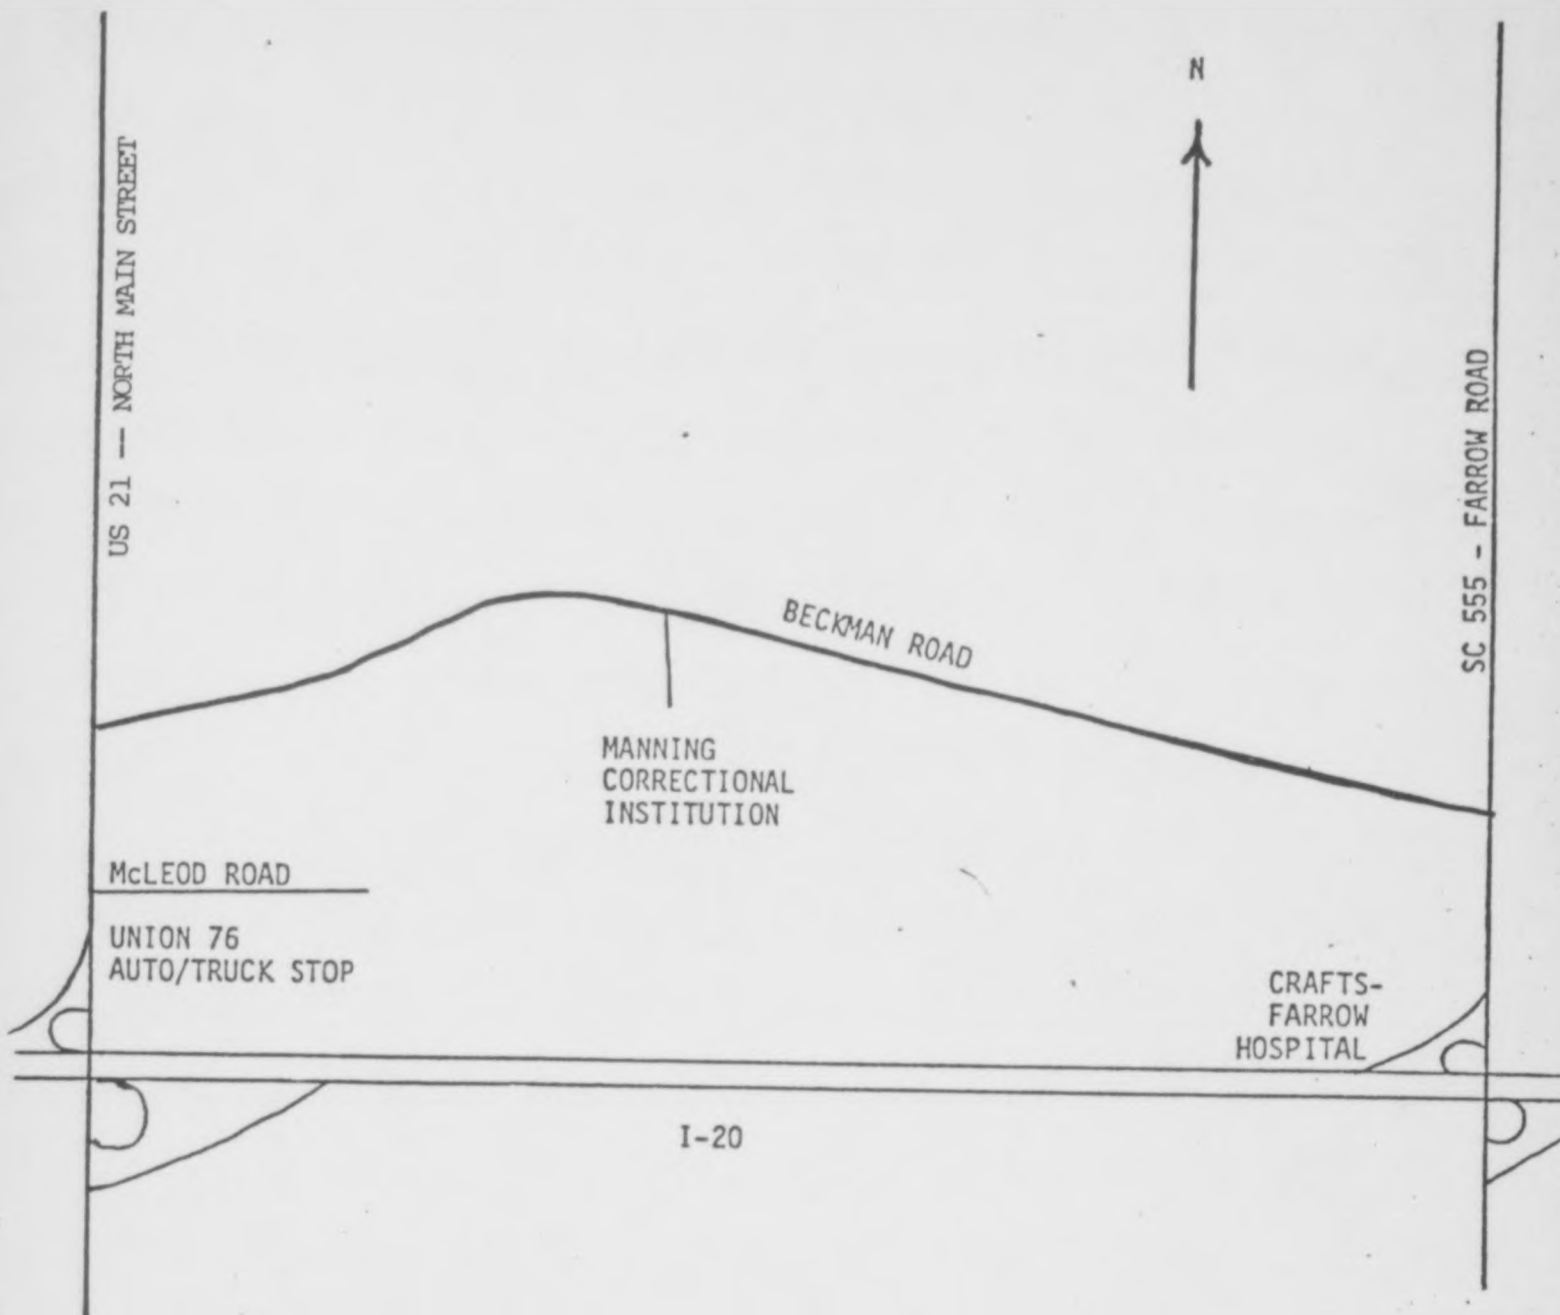 N
US 21 -- NORTH MAIN STREET
SC 555 - FARROW ROAD
BECKMAN ROAD
MANNING
CORRECTIONAL
INSTITUTION
McLEOD ROAD
UNION 76
AUTO/TRUCK STOP
CRAFTS-
FARROW
HOSPITAL
I-20